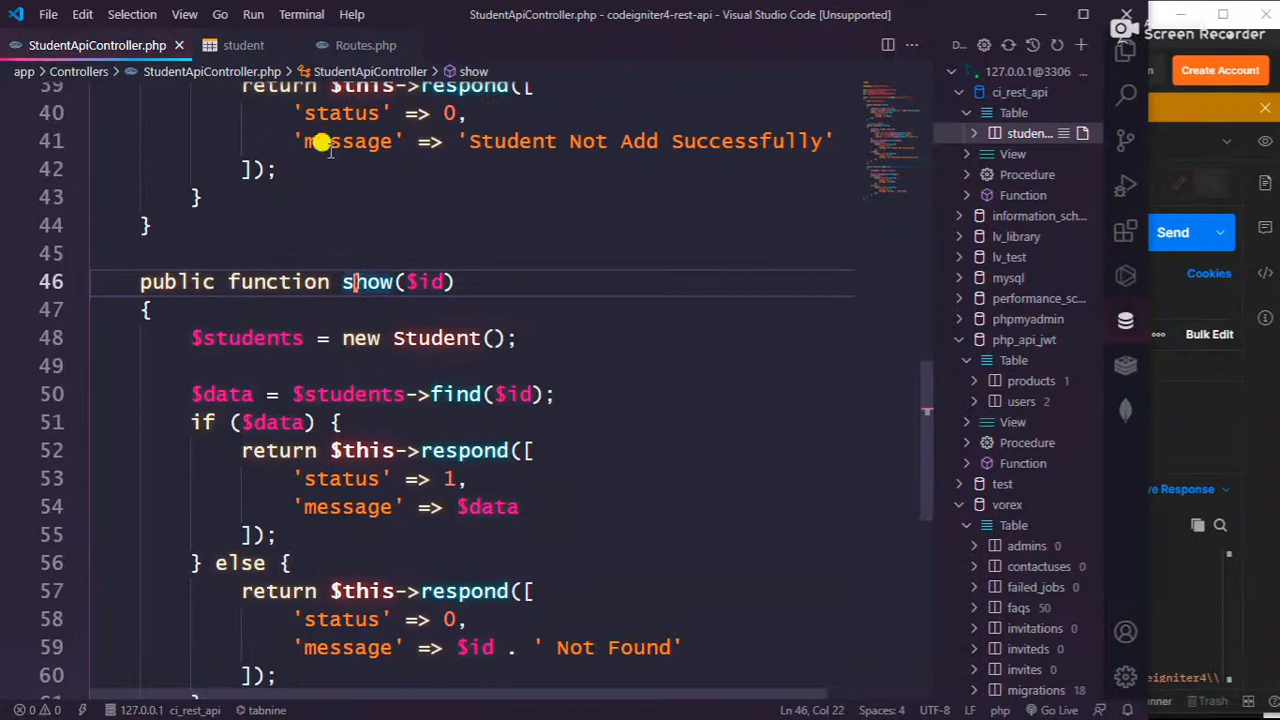 File Edit Selection View Go Run Terminal Help
StudentApiController.php - codeigniter4-rest-api - Visual Studio Code [Unsupported]
StudentApiController.php × student Routes.php
app > Controllers > StudentApiController.php > StudentApiController > show
39 return $this->respond([
40 'status' => 0,
41 'message' => 'Student Not Add Successfully'
42 ]);
43 }
44 }
45
46 public function show($id)
47 {
48 $students = new Student();
49
50 $data = $students->find($id);
51 if ($data) {
52 return $this->respond([
53 'status' => 1,
54 'message' => $data
55 ]);
56 } else {
57 return $this->respond([
58 'status' => 0,
59 'message' => $id . ' Not Found'
60 ]);
D...
127.0.0.1@3306
ci_rest_api
Table
studen...
View
Procedure
Function
information_sch...
lv_library
lv_test
mysql
performance_sc...
phpmyadmin
php_api_jwt
Table
products 1
users 2
View
Procedure
Function
test
vorex
Table
admins 0
contactuses 0
failed_jobs 0
faqs 50
invitations 0
inviteds 0
invites 0
migrations 18
Screen Recorder
Create Account
Send
Cookies
Bulk Edit
ve Response
eigniter4\\
nner Trash
0 0 127.0.0.1 ci_rest_api tabnine
Ln 46, Col 22 Spaces: 4 UTF-8 LF php Go Live